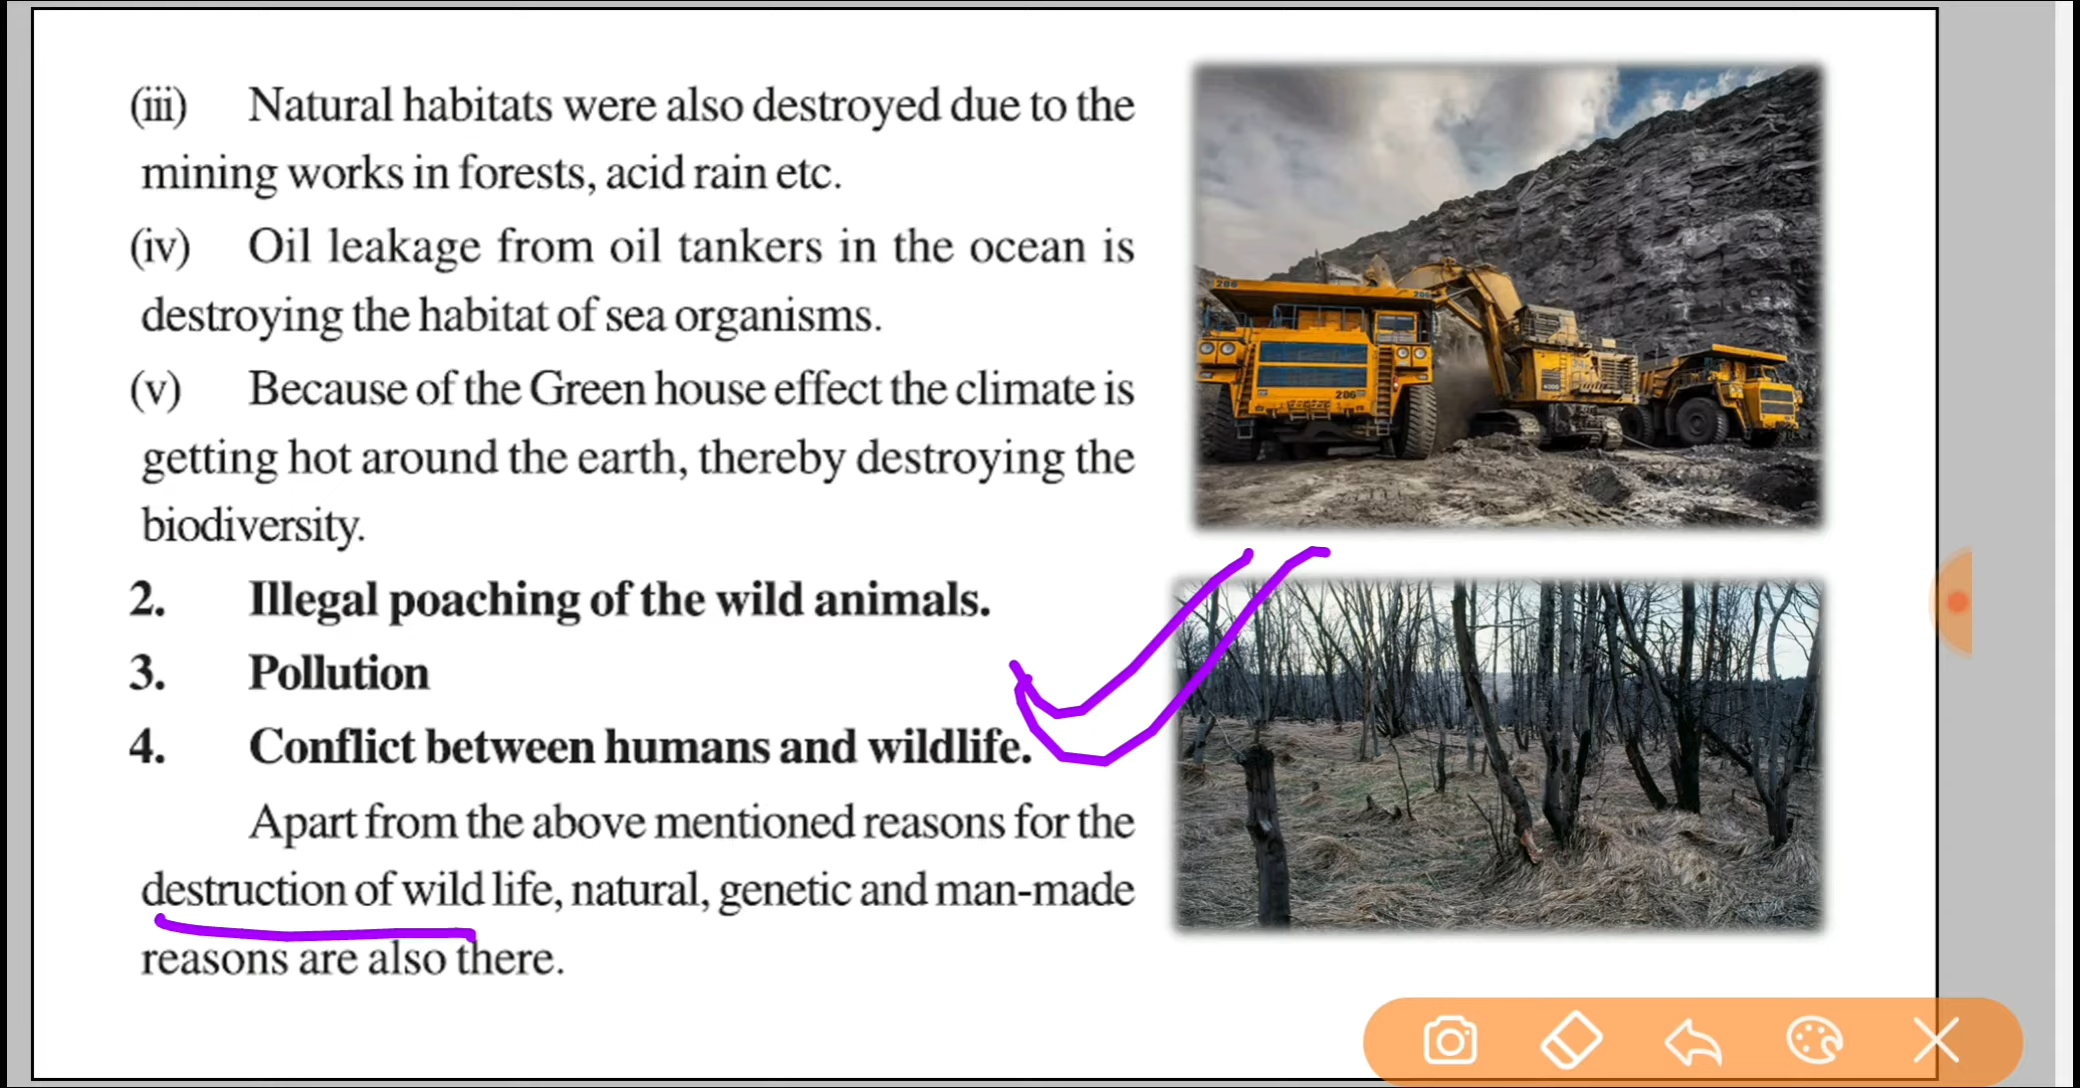 (iii) Natural habitats were also destroyed due to the
mining works in forests, acid rain etc.
(iv) Oil leakage from oil tankers in the ocean is
destroying the habitat of sea organisms.
(v) Because of the Green house effect the climate is
getting hot around the earth, thereby destroying the
biodiversity.
2. Illegal poaching of the wild animals.
3. Pollution
4. Conflict between humans and wildlife.
Apart from the above mentioned reasons for the
destruction of wild life, natural, genetic and man-made
reasons are also there.
206
206
206